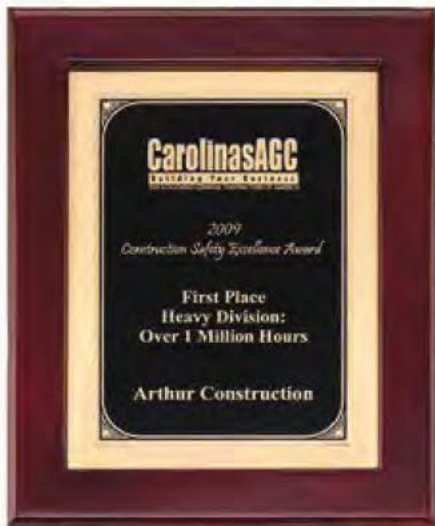 CarolinasAGC
Building Your Business
2009
Construction Safety Excellence Award
First Place
Heavy Division:
Over 1 Million Hours
Arthur Construction